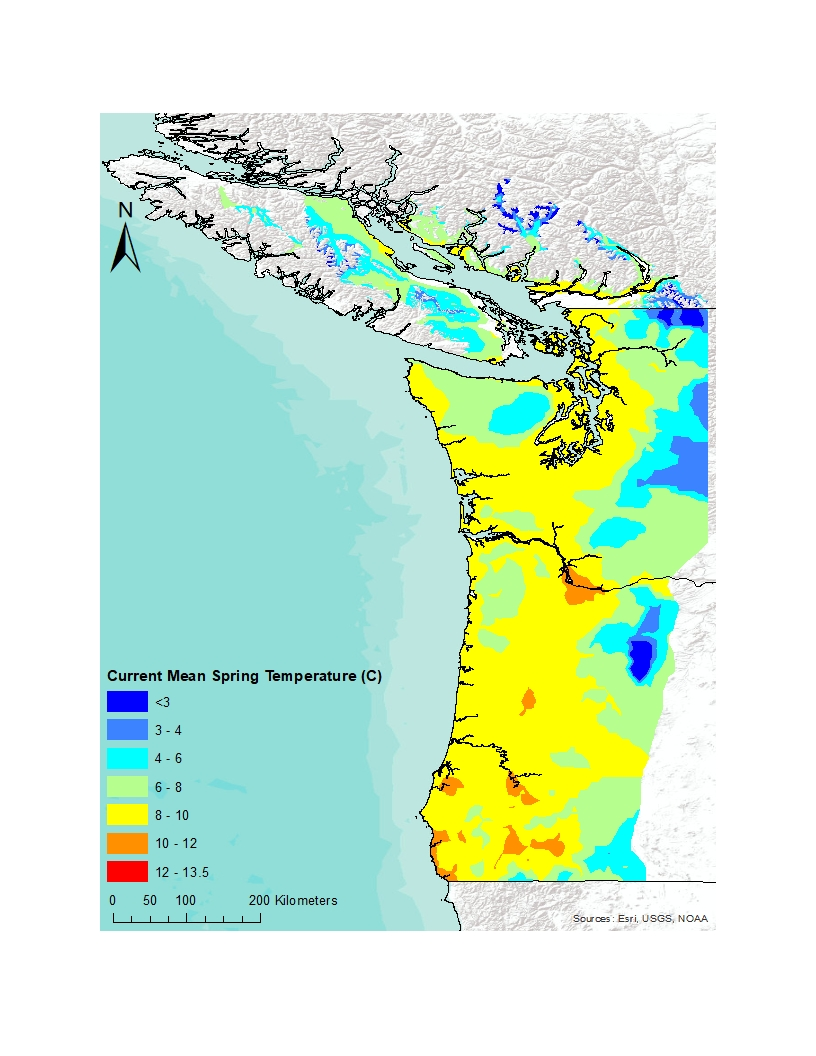 N
Current Mean Spring Temperature (C)
<3
3 - 4
4 - 6
6 - 8
8 - 10
10 - 12
12 - 13.5
0 50 100 200 Kilometers
Sources: Esri, USGS, NOAA